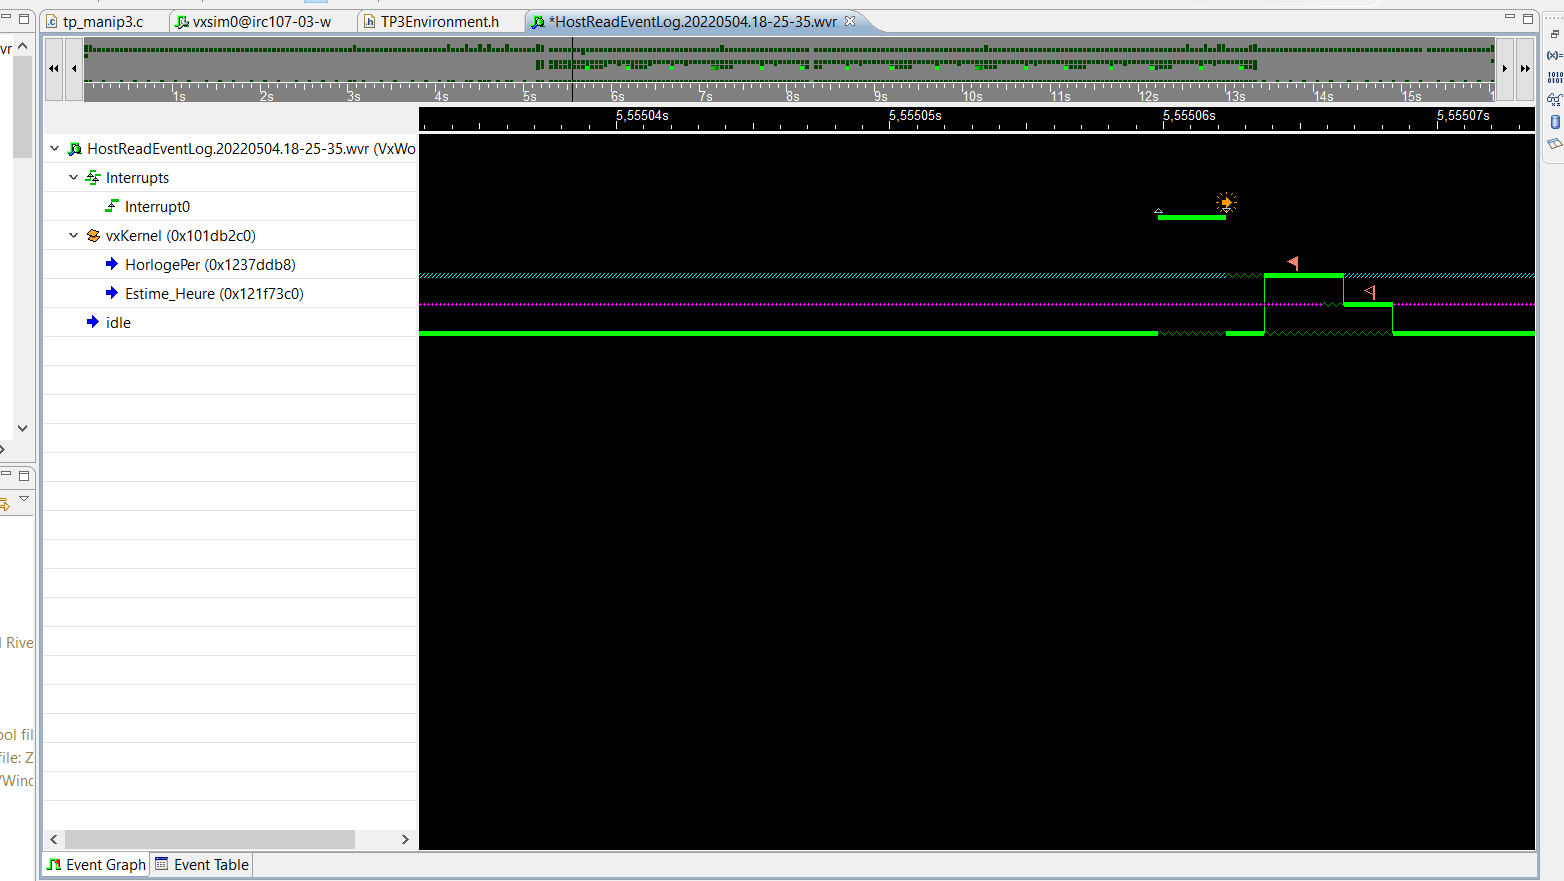 tp_manip3.c vxsim0@irc107-03-w TP3Environment.h *HostReadEventLog.20220504.18-25-35.wvr
vr
1s 2s 3s 4s 5s 6s 7s 8s 9s 10s 11s 12s 13s 14s 15s
5,55504s 5,55505s 5,55506s 5,55507s
HostReadEventLog.20220504.18-25-35.wvr (VxWo
Interrupts
Interrupt0
vxKernel (0x101db2c0)
HorlogePer (0x1237ddb8)
Estime_Heure (0x121f73c0)
idle
l Rive
ool fil
file: Z
/Winc
Event Graph Event Table
(x)=
1010
0101